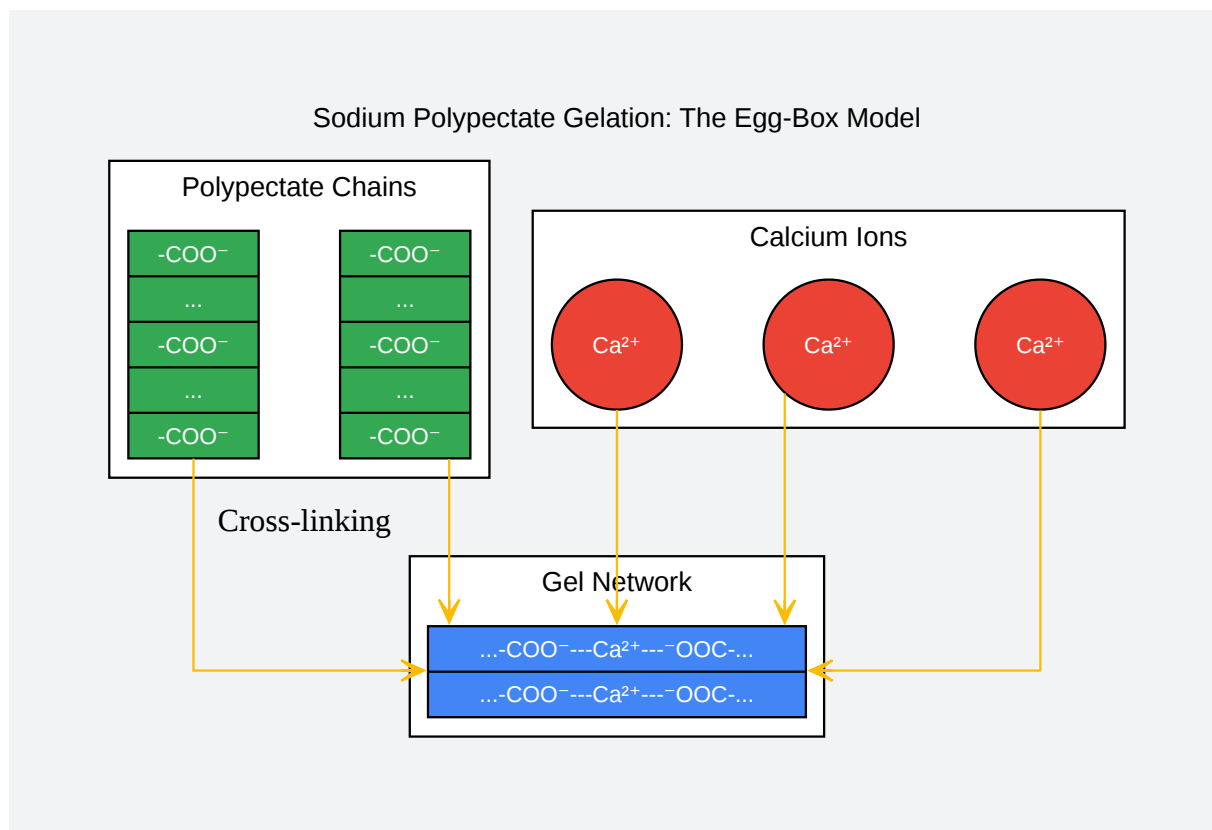 Sodium Polypectate Gelation: The Egg-Box Model
Polypectate Chains
-COO⁻
...
-COO⁻
...
-COO⁻
-COO⁻
...
-COO⁻
...
-COO⁻
Calcium Ions
Ca²⁺
Ca²⁺
Ca²⁺
Cross-linking
Gel Network
...-COO⁻---Ca²⁺---⁻OOC-...
...-COO⁻---Ca²⁺---⁻OOC-...